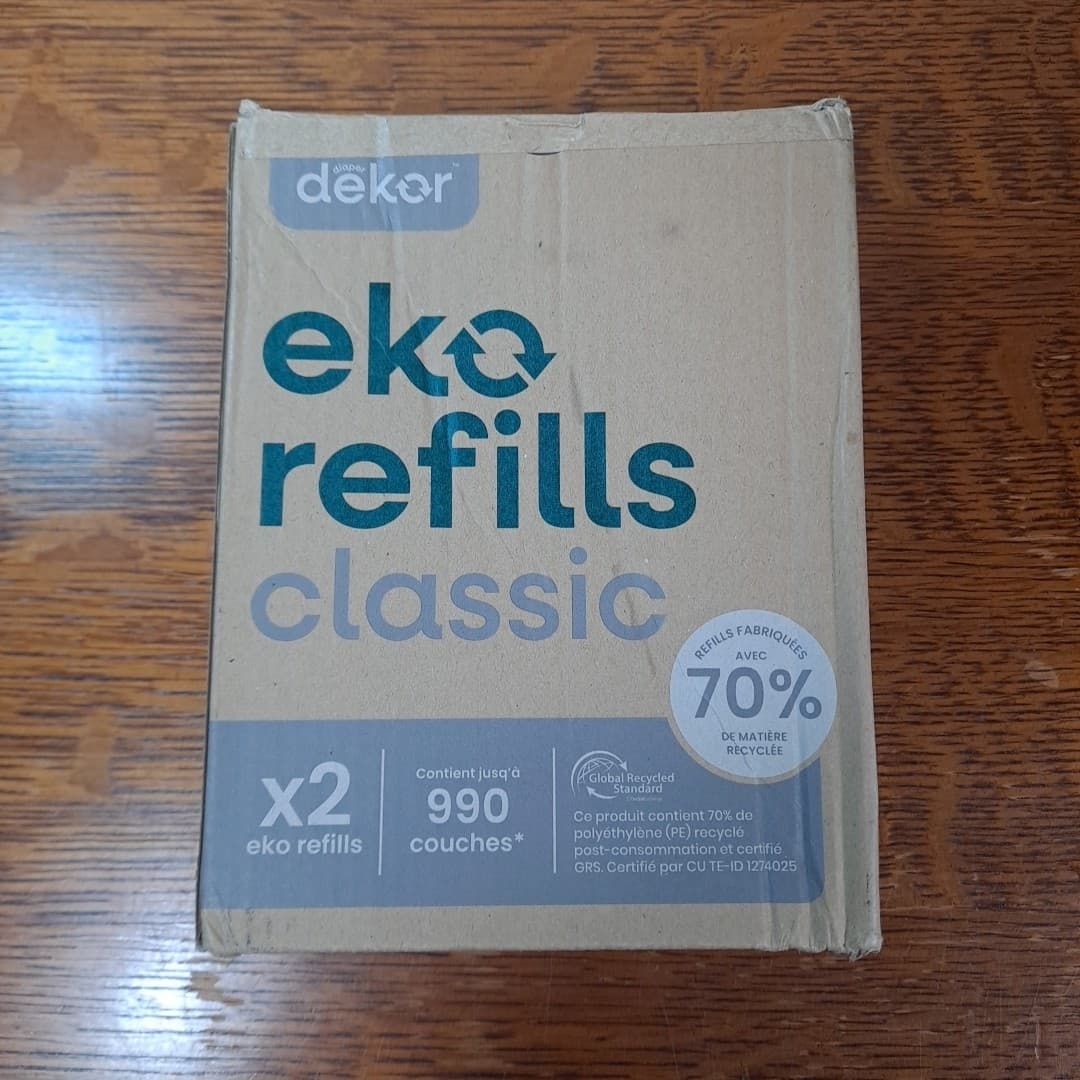 diaper
dekor™
eko
refills
classic
REFILLS FABRIQUÉES
AVEC
70%
DE MATIÈRE
RECYCLÉE
x2
eko refills
Contient jusq'à
990
couches*
Global Recycled
Standard
Ce produit contient 70% de
polyéthylène (PE) recyclé
post-consommation et certifié
GRS. Certifié par CU TE-ID 1274025